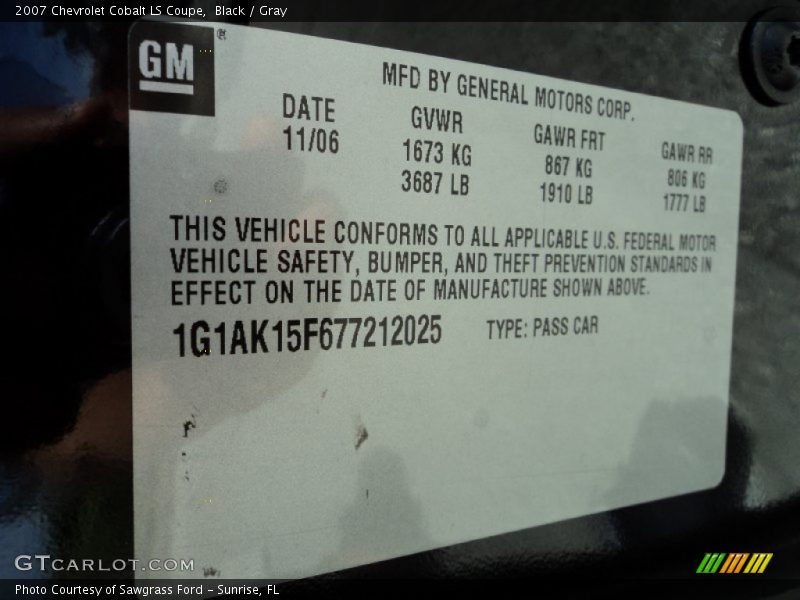 2007 Chevrolet Cobalt LS Coupe, Black / Gray
GM ®
MFD BY GENERAL MOTORS CORP.
DATE GVWR GAWR FRT GAWR RR
11/06 1673 KG 867 KG 806 KG
3687 LB 1910 LB 1777 LB
THIS VEHICLE CONFORMS TO ALL APPLICABLE U.S. FEDERAL MOTOR
VEHICLE SAFETY, BUMPER, AND THEFT PREVENTION STANDARDS IN
EFFECT ON THE DATE OF MANUFACTURE SHOWN ABOVE.
1G1AK15F677212025 TYPE: PASS CAR
GTCARLOT.COM
Photo Courtesy of Sawgrass Ford - Sunrise, FL